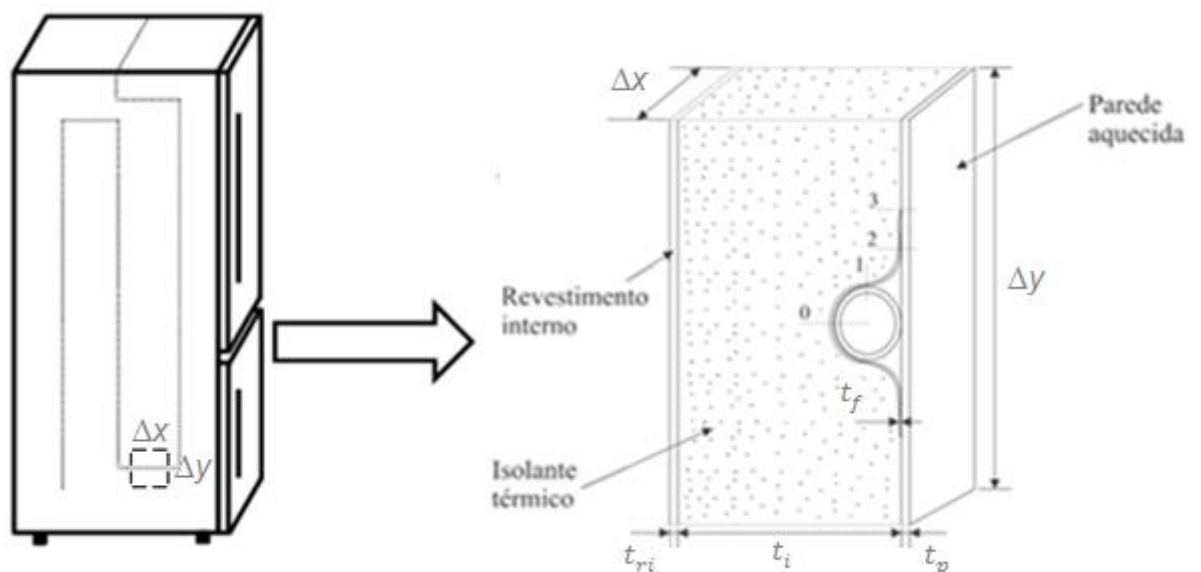 Δx
Δy
Δx
3
2
1
0
Parede
aquecida
Δy
Revestimento
interno
t_f
Isolante
térmico
t_ri
t_i
t_p